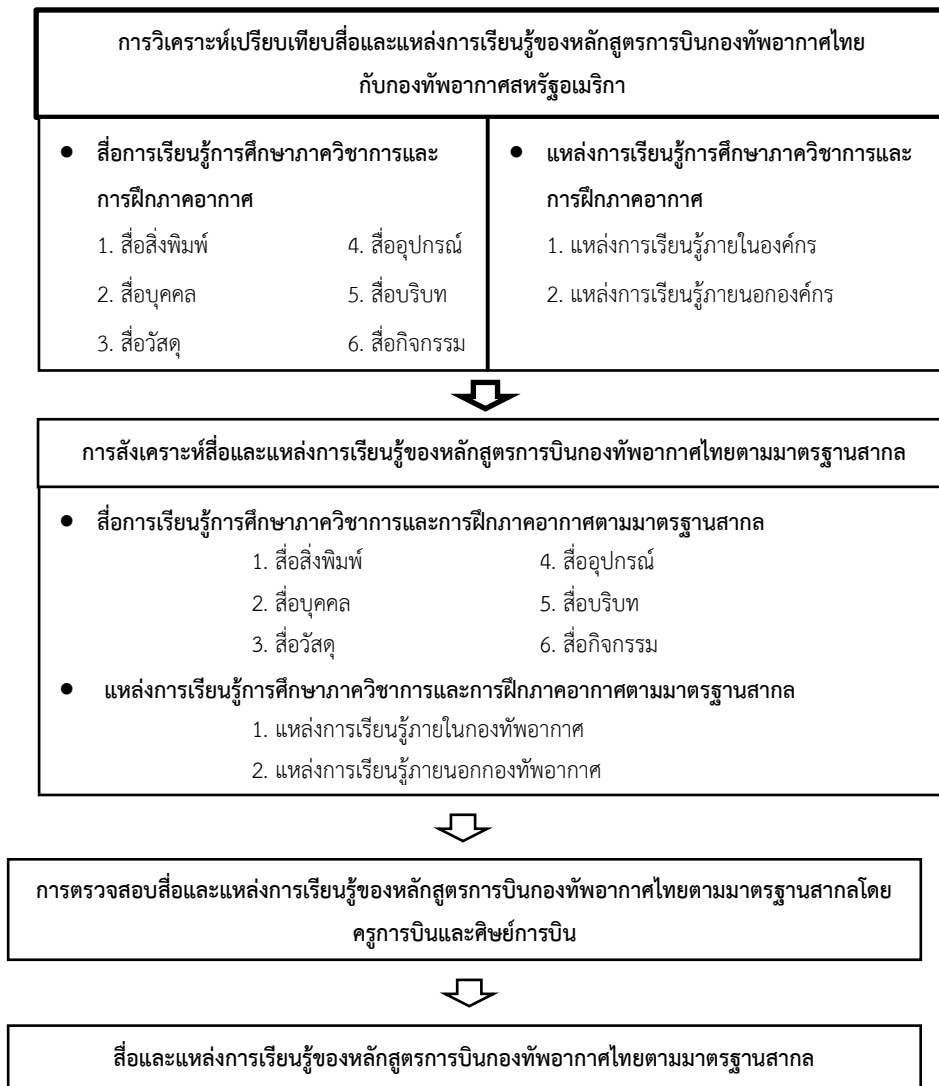 การวิเคราะห์เปรียบเทียบสื่อและแหล่งการเรียนรู้ของหลักสูตรการบินกองทัพอากาศไทย
กับกองทัพอากาศสหรัฐอเมริกา
● สื่อการเรียนรู้การศึกษาภาควิชาการและ
การฝึกภาคอากาศ
1. สื่อสิ่งพิมพ์
2. สื่อบุคคล
3. สื่อวัสดุ
4. สื่ออุปกรณ์
5. สื่อบริบท
6. สื่อกิจกรรม
● แหล่งการเรียนรู้การศึกษาภาควิชาการและ
การฝึกภาคอากาศ
1. แหล่งการเรียนรู้ภายในองค์กร
2. แหล่งการเรียนรู้ภายนอกองค์กร
การสังเคราะห์สื่อและแหล่งการเรียนรู้ของหลักสูตรการบินกองทัพอากาศไทยตามมาตรฐานสากล
● สื่อการเรียนรู้การศึกษาภาควิชาการและการฝึกภาคอากาศตามมาตรฐานสากล
1. สื่อสิ่งพิมพ์
2. สื่อบุคคล
3. สื่อวัสดุ
4. สื่ออุปกรณ์
5. สื่อบริบท
6. สื่อกิจกรรม
● แหล่งการเรียนรู้การศึกษาภาควิชาการและการฝึกภาคอากาศตามมาตรฐานสากล
1. แหล่งการเรียนรู้ภายในกองทัพอากาศ
2. แหล่งการเรียนรู้ภายนอกกองทัพอากาศ
การตรวจสอบสื่อและแหล่งการเรียนรู้ของหลักสูตรการบินกองทัพอากาศไทยตามมาตรฐานสากลโดย
ครูการบินและศิษย์การบิน
สื่อและแหล่งการเรียนรู้ของหลักสูตรการบินกองทัพอากาศไทยตามมาตรฐานสากล